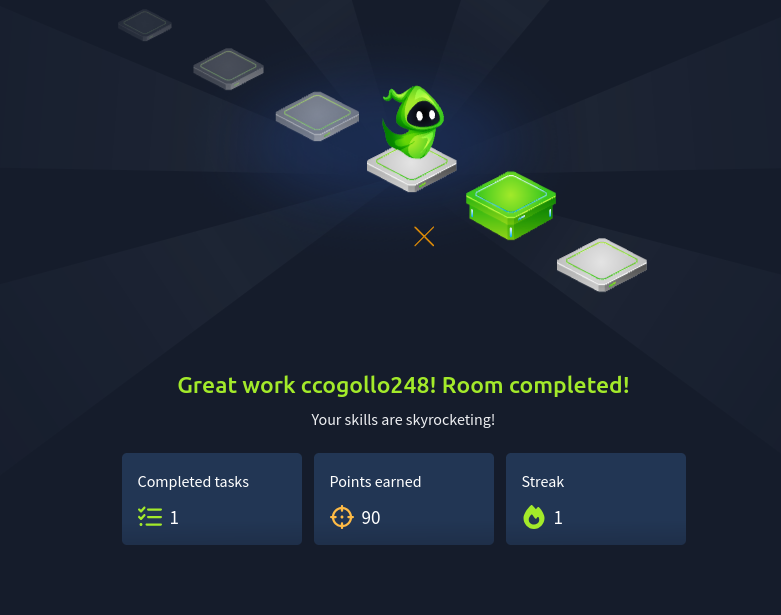 Great work ccogollo248! Room completed!
Your skills are skyrocketing!
Completed tasks
1
Points earned
90
Streak
1